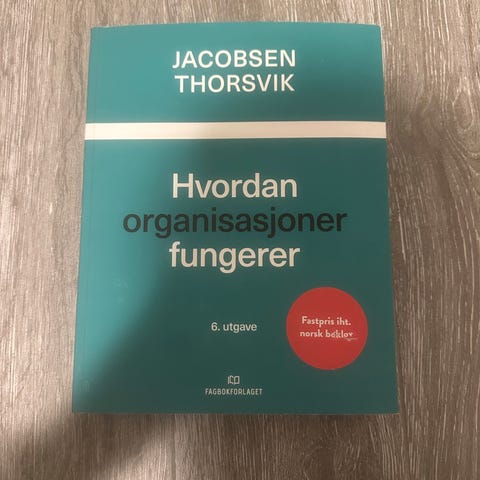 JACOBSEN
THORSVIK
Hvordan
organisasjoner
fungerer
6. utgave
Fastpris iht.
norsk boklov
FAGBOKFORLAGET